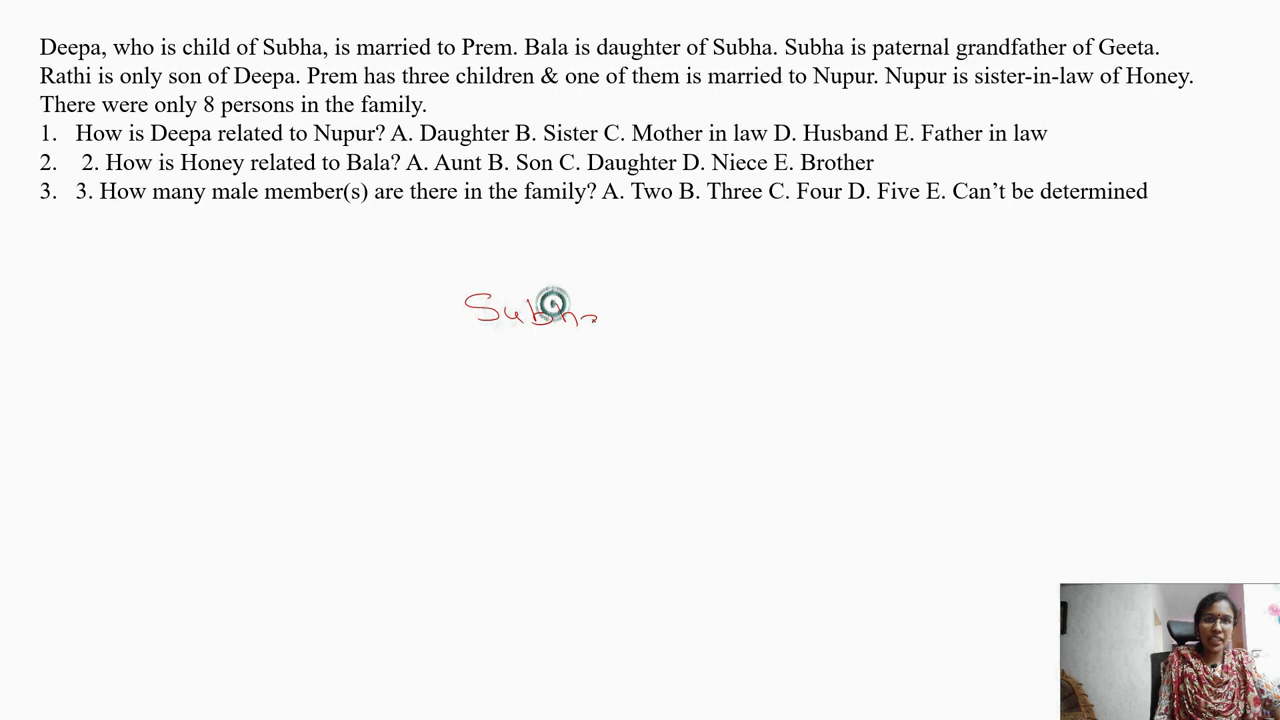 Deepa, who is child of Subha, is married to Prem. Bala is daughter of Subha. Subha is paternal grandfather of Geeta.
Rathi is only son of Deepa. Prem has three children & one of them is married to Nupur. Nupur is sister-in-law of Honey.
There were only 8 persons in the family.
1. How is Deepa related to Nupur? A. Daughter B. Sister C. Mother in law D. Husband E. Father in law
2. 2. How is Honey related to Bala? A. Aunt B. Son C. Daughter D. Niece E. Brother
3. 3. How many male member(s) are there in the family? A. Two B. Three C. Four D. Five E. Can’t be determined
Subha